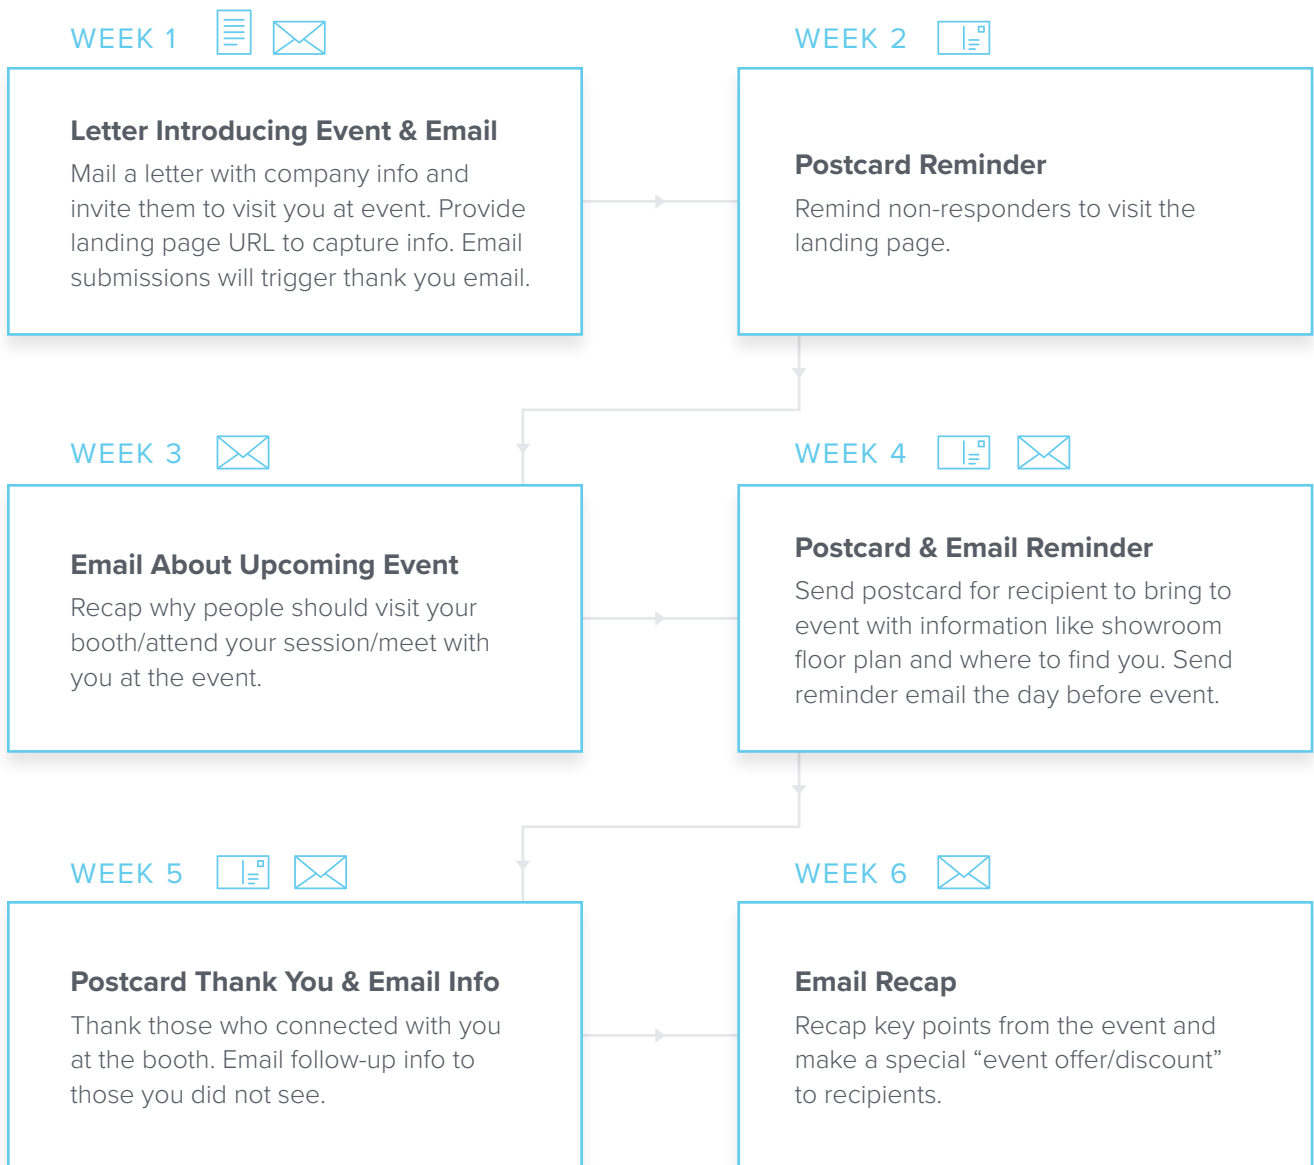 WEEK 1
Letter Introducing Event & Email
Mail a letter with company info and
invite them to visit you at event. Provide
landing page URL to capture info. Email
submissions will trigger thank you email.
WEEK 2
Postcard Reminder
Remind non-responders to visit the
landing page.
WEEK 3
Email About Upcoming Event
Recap why people should visit your
booth/attend your session/meet with
you at the event.
WEEK 4
Postcard & Email Reminder
Send postcard for recipient to bring to
event with information like showroom
floor plan and where to find you. Send
reminder email the day before event.
WEEK 5
Postcard Thank You & Email Info
Thank those who connected with you
at the booth. Email follow-up info to
those you did not see.
WEEK 6
Email Recap
Recap key points from the event and
make a special “event offer/discount”
to recipients.